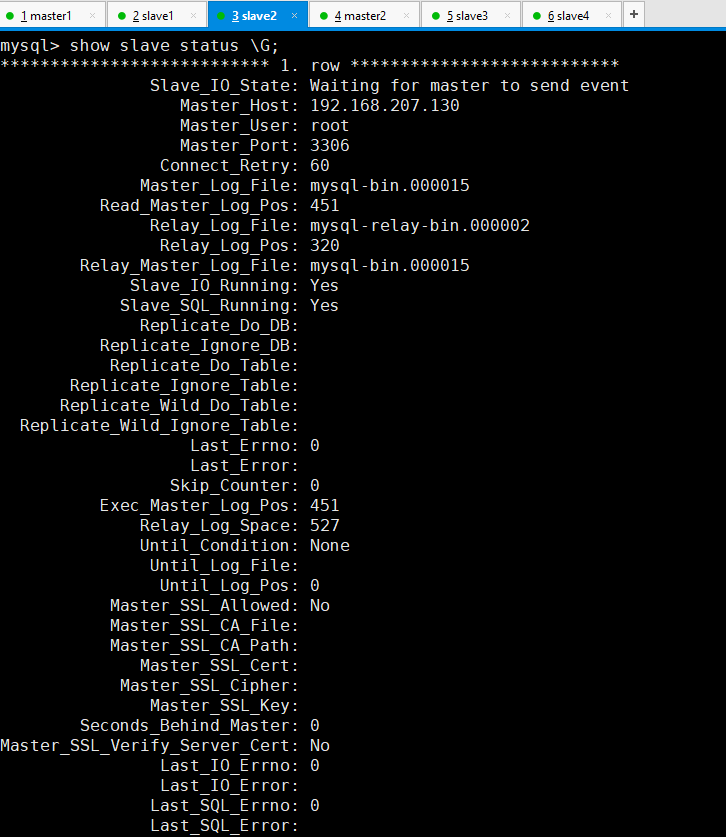 1 master1 × 2 slave1 × 3 slave2 × 4 master2 × 5 slave3 × 6 slave4 × +
mysql> show slave status \G;
*************************** 1. row ***************************
Slave_IO_State: Waiting for master to send event
Master_Host: 192.168.207.130
Master_User: root
Master_Port: 3306
Connect_Retry: 60
Master_Log_File: mysql-bin.000015
Read_Master_Log_Pos: 451
Relay_Log_File: mysql-relay-bin.000002
Relay_Log_Pos: 320
Relay_Master_Log_File: mysql-bin.000015
Slave_IO_Running: Yes
Slave_SQL_Running: Yes
Replicate_Do_DB:
Replicate_Ignore_DB:
Replicate_Do_Table:
Replicate_Ignore_Table:
Replicate_Wild_Do_Table:
Replicate_Wild_Ignore_Table:
Last_Errno: 0
Last_Error:
Skip_Counter: 0
Exec_Master_Log_Pos: 451
Relay_Log_Space: 527
Until_Condition: None
Until_Log_File:
Until_Log_Pos: 0
Master_SSL_Allowed: No
Master_SSL_CA_File:
Master_SSL_CA_Path:
Master_SSL_Cert:
Master_SSL_Cipher:
Master_SSL_Key:
Seconds_Behind_Master: 0
Master_SSL_Verify_Server_Cert: No
Last_IO_Errno: 0
Last_IO_Error:
Last_SQL_Errno: 0
Last_SQL_Error: